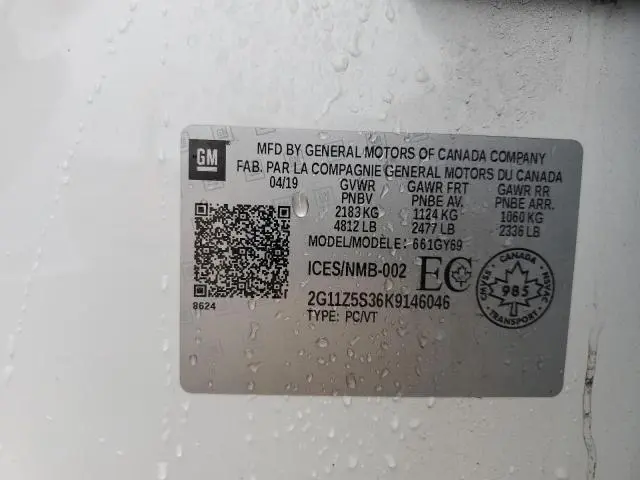 GM
MFD BY GENERAL MOTORS OF CANADA COMPANY
FAB. PAR LA COMPAGNIE GENERAL MOTORS DU CANADA
04/19 GVWR GAWR FRT GAWR RR
PNBV PNBE AV. PNBE ARR.
2183 KG 1124 KG 1060 KG
4812 LB 2477 LB 2336 LB
MODEL/MODÈLE: 661GY69
ICES/NMB-002 EC
2G11Z5S36K9146046
TYPE: PC/VT
8624
CANADA
CMVSS
NSVAC
985
TRANSPORT